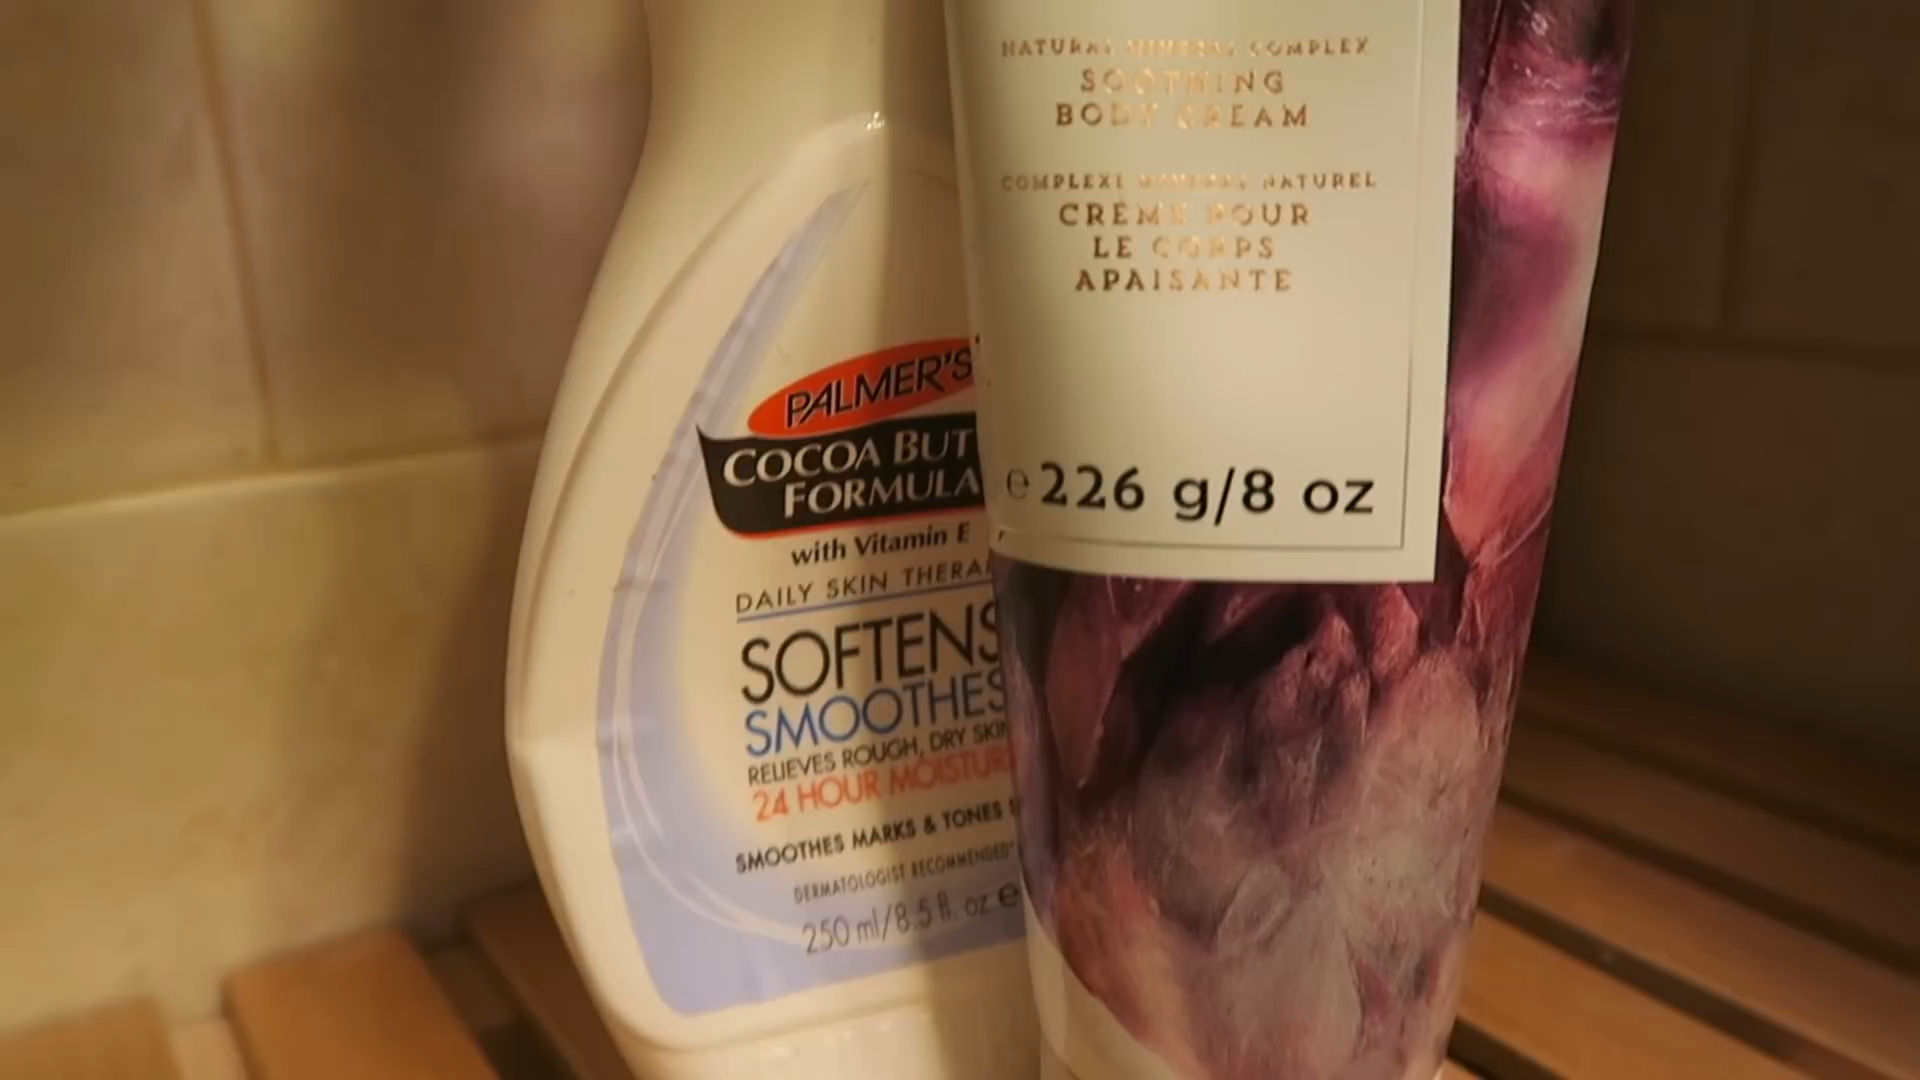 PALMER'S
COCOA BUT
FORMULA
with Vitamin E
DAILY SKIN THERA
SOFTENS
SMOOTHES
RELIEVES ROUGH, DRY SKIN
24 HOUR MOISTUR
SMOOTHES MARKS & TONES
DERMATOLOGIST RECOMMENDED
250 ml/8.5 fl. oz e
NATURAL MINERAL COMPLEX
SOOTHING
BODY CREAM
COMPLEXE MINERAL NATUREL
CRÈME POUR
LE CORPS
APAISANTE
e 226 g/8 oz